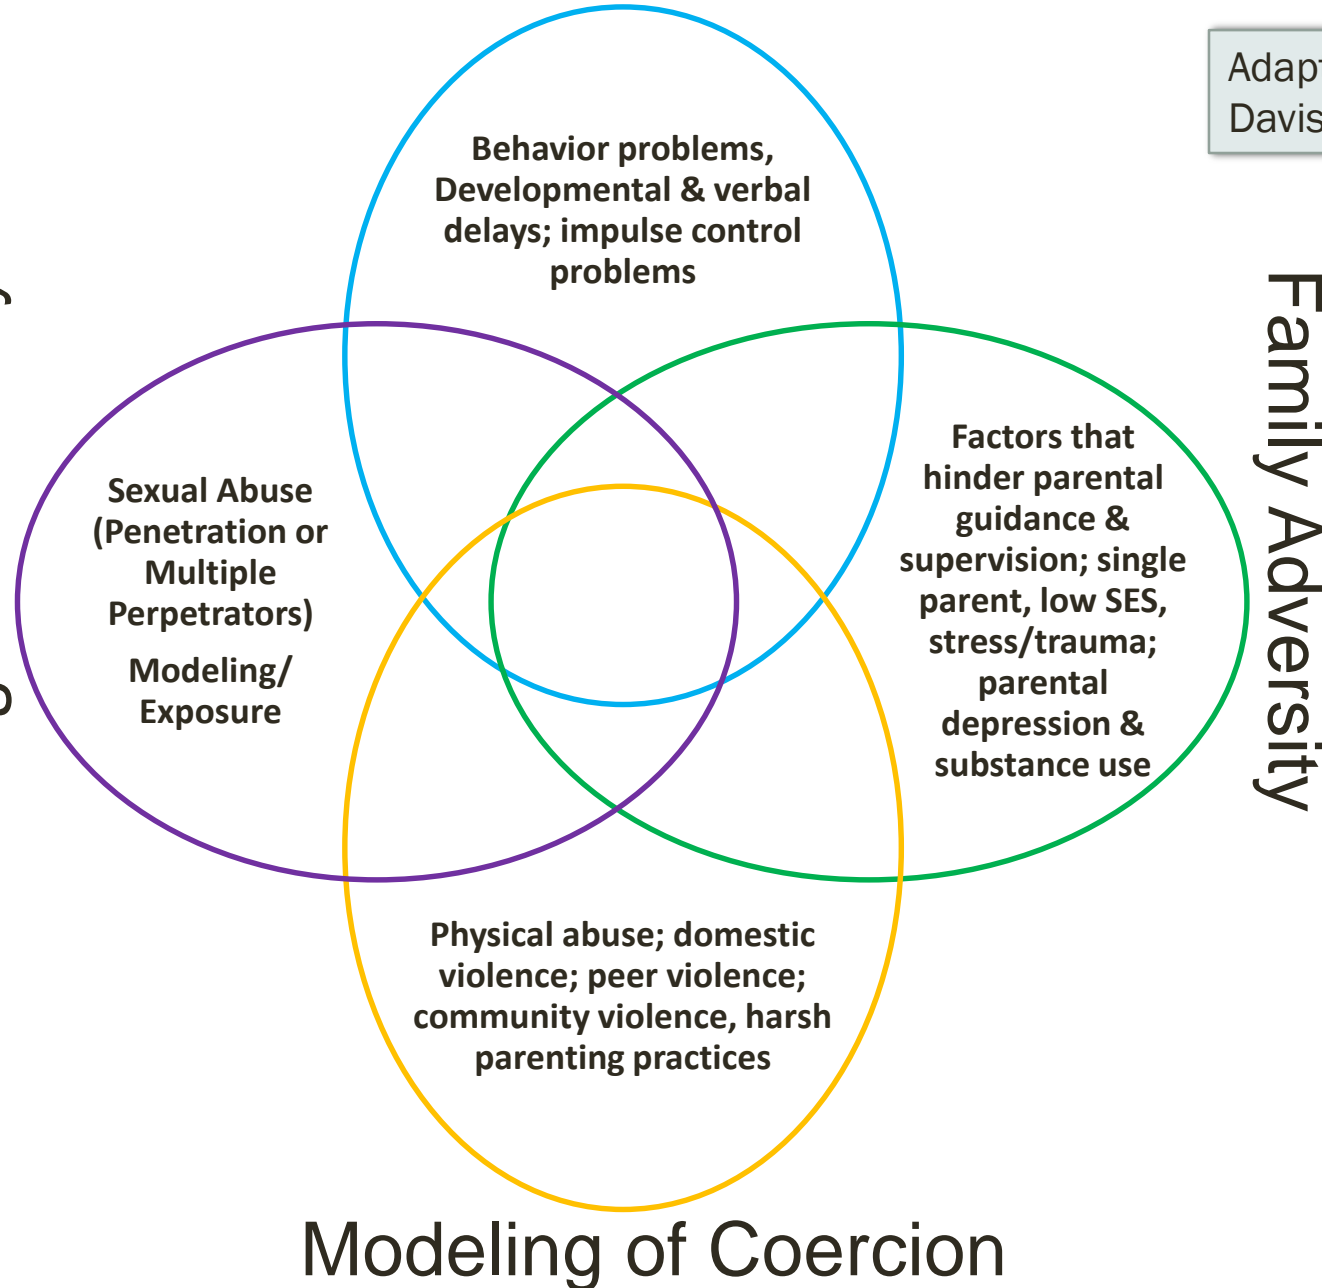 Adapt
Davis
Behavior problems,
Developmental & verbal
delays; impulse control
problems
Sexual Abuse
(Penetration or
Multiple
Perpetrators)
Modeling/
Exposure
Factors that
hinder parental
guidance &
supervision; single
parent, low SES,
stress/trauma;
parental
depression &
substance use
Family Adversity
Physical abuse; domestic
violence; peer violence;
community violence, harsh
parenting practices
Modeling of Coercion